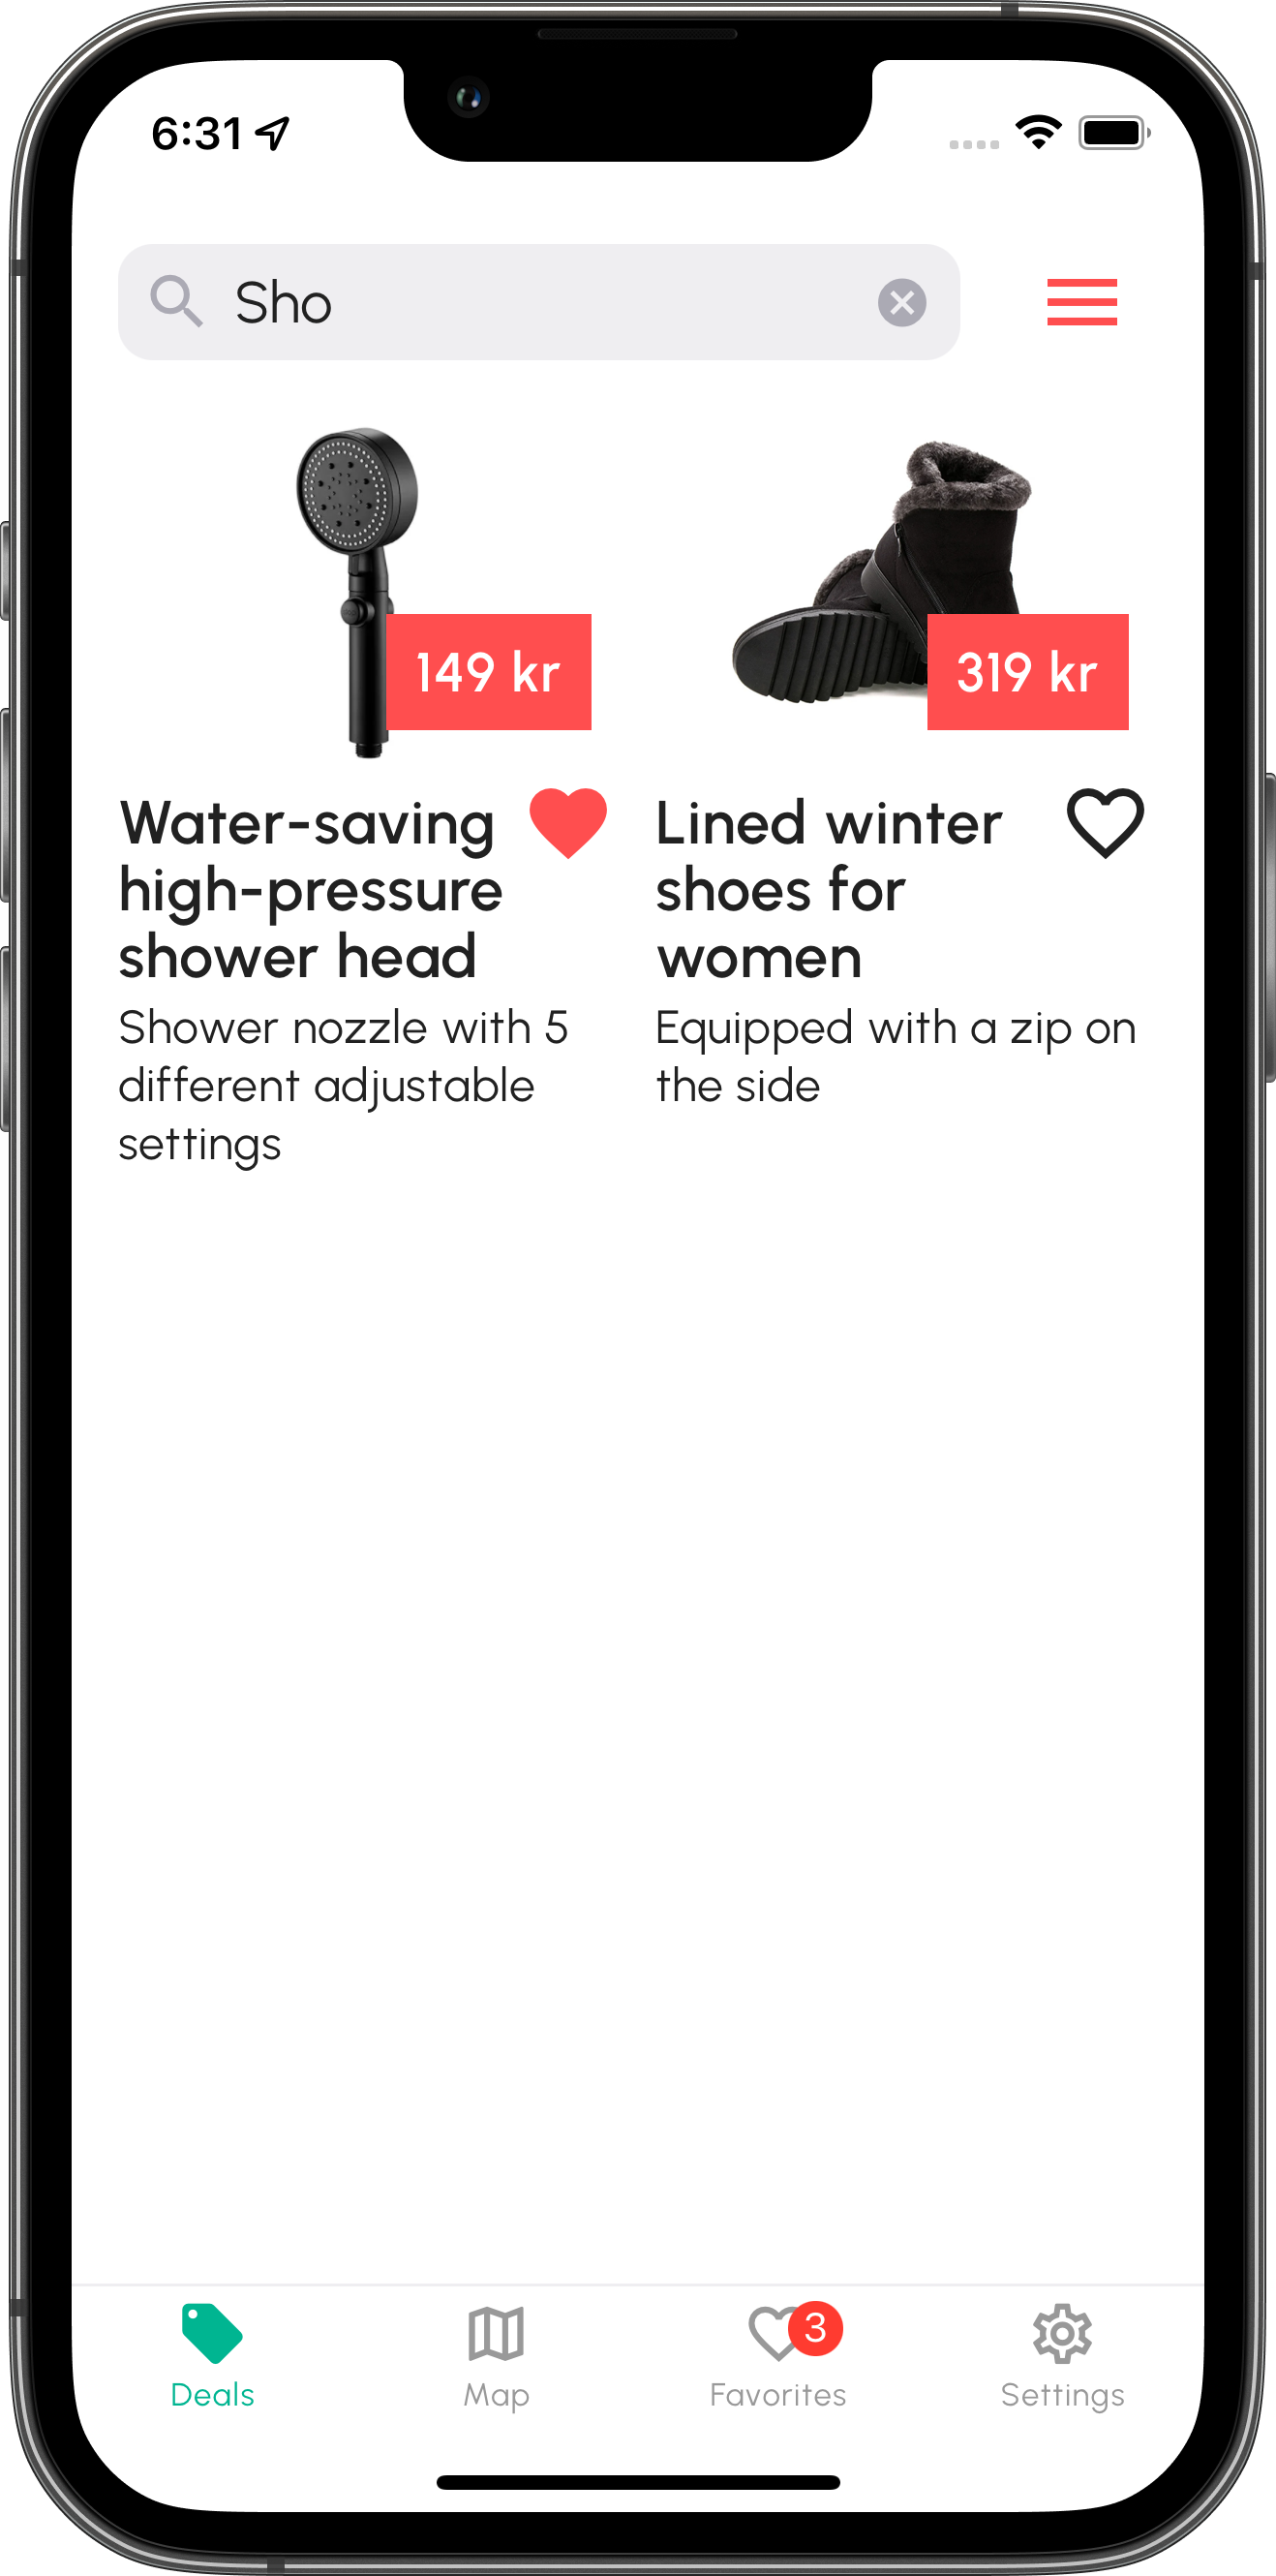 6:31
Sho
149 kr
319 kr
Water-saving
high-pressure
shower head
Shower nozzle with 5
different adjustable
settings
Lined winter
shoes for
women
Equipped with a zip on
the side
Deals
Map
3
Favorites
Settings